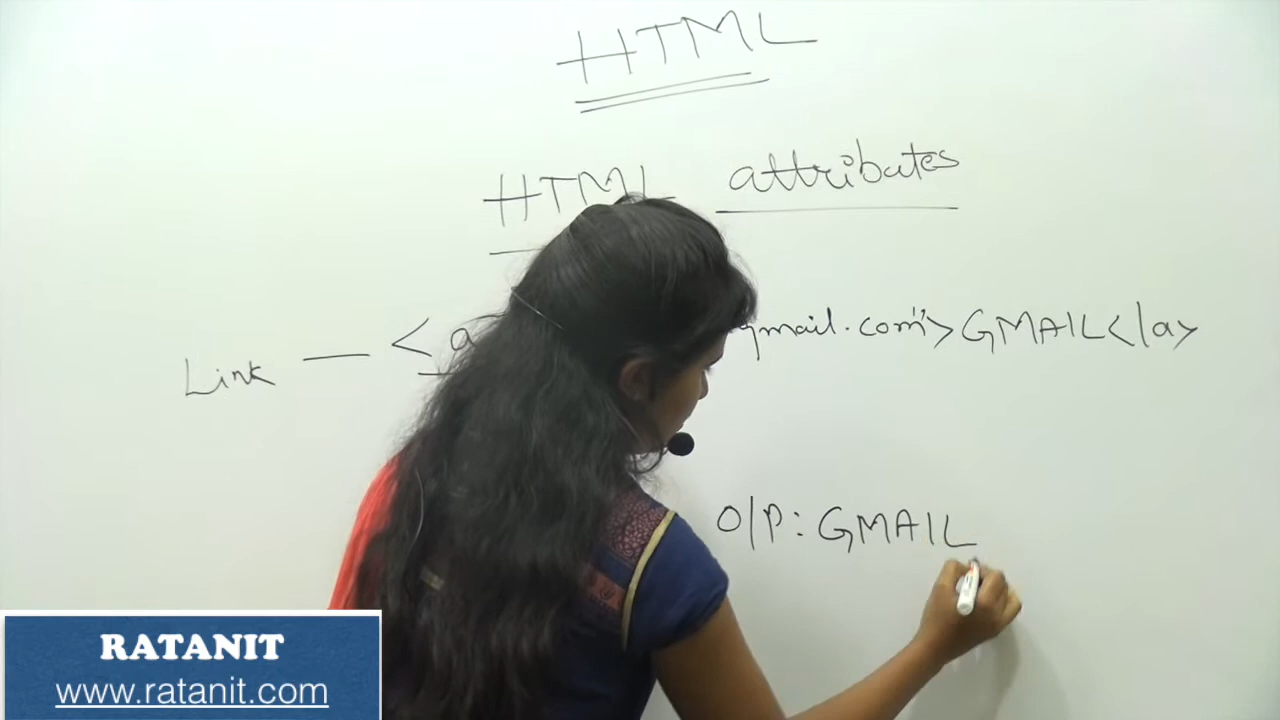 HTML
HTML attributes
Link — <a gmail.com"> GMAIL</a>
O/P: GMAIL
RATANIT
www.ratanit.com